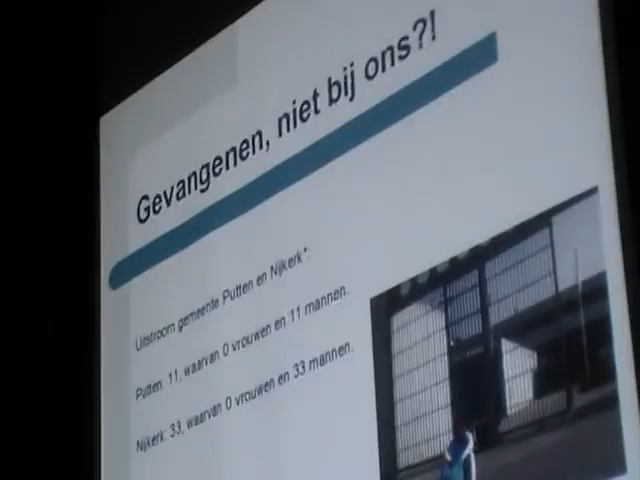 Gevangenen, niet bij ons?!
Uitstroom gemeente Putten en Nijkerk*:
Putten: 11, waarvan 0 vrouwen en 11 mannen.
Nijkerk: 33, waarvan 0 vrouwen en 33 mannen.